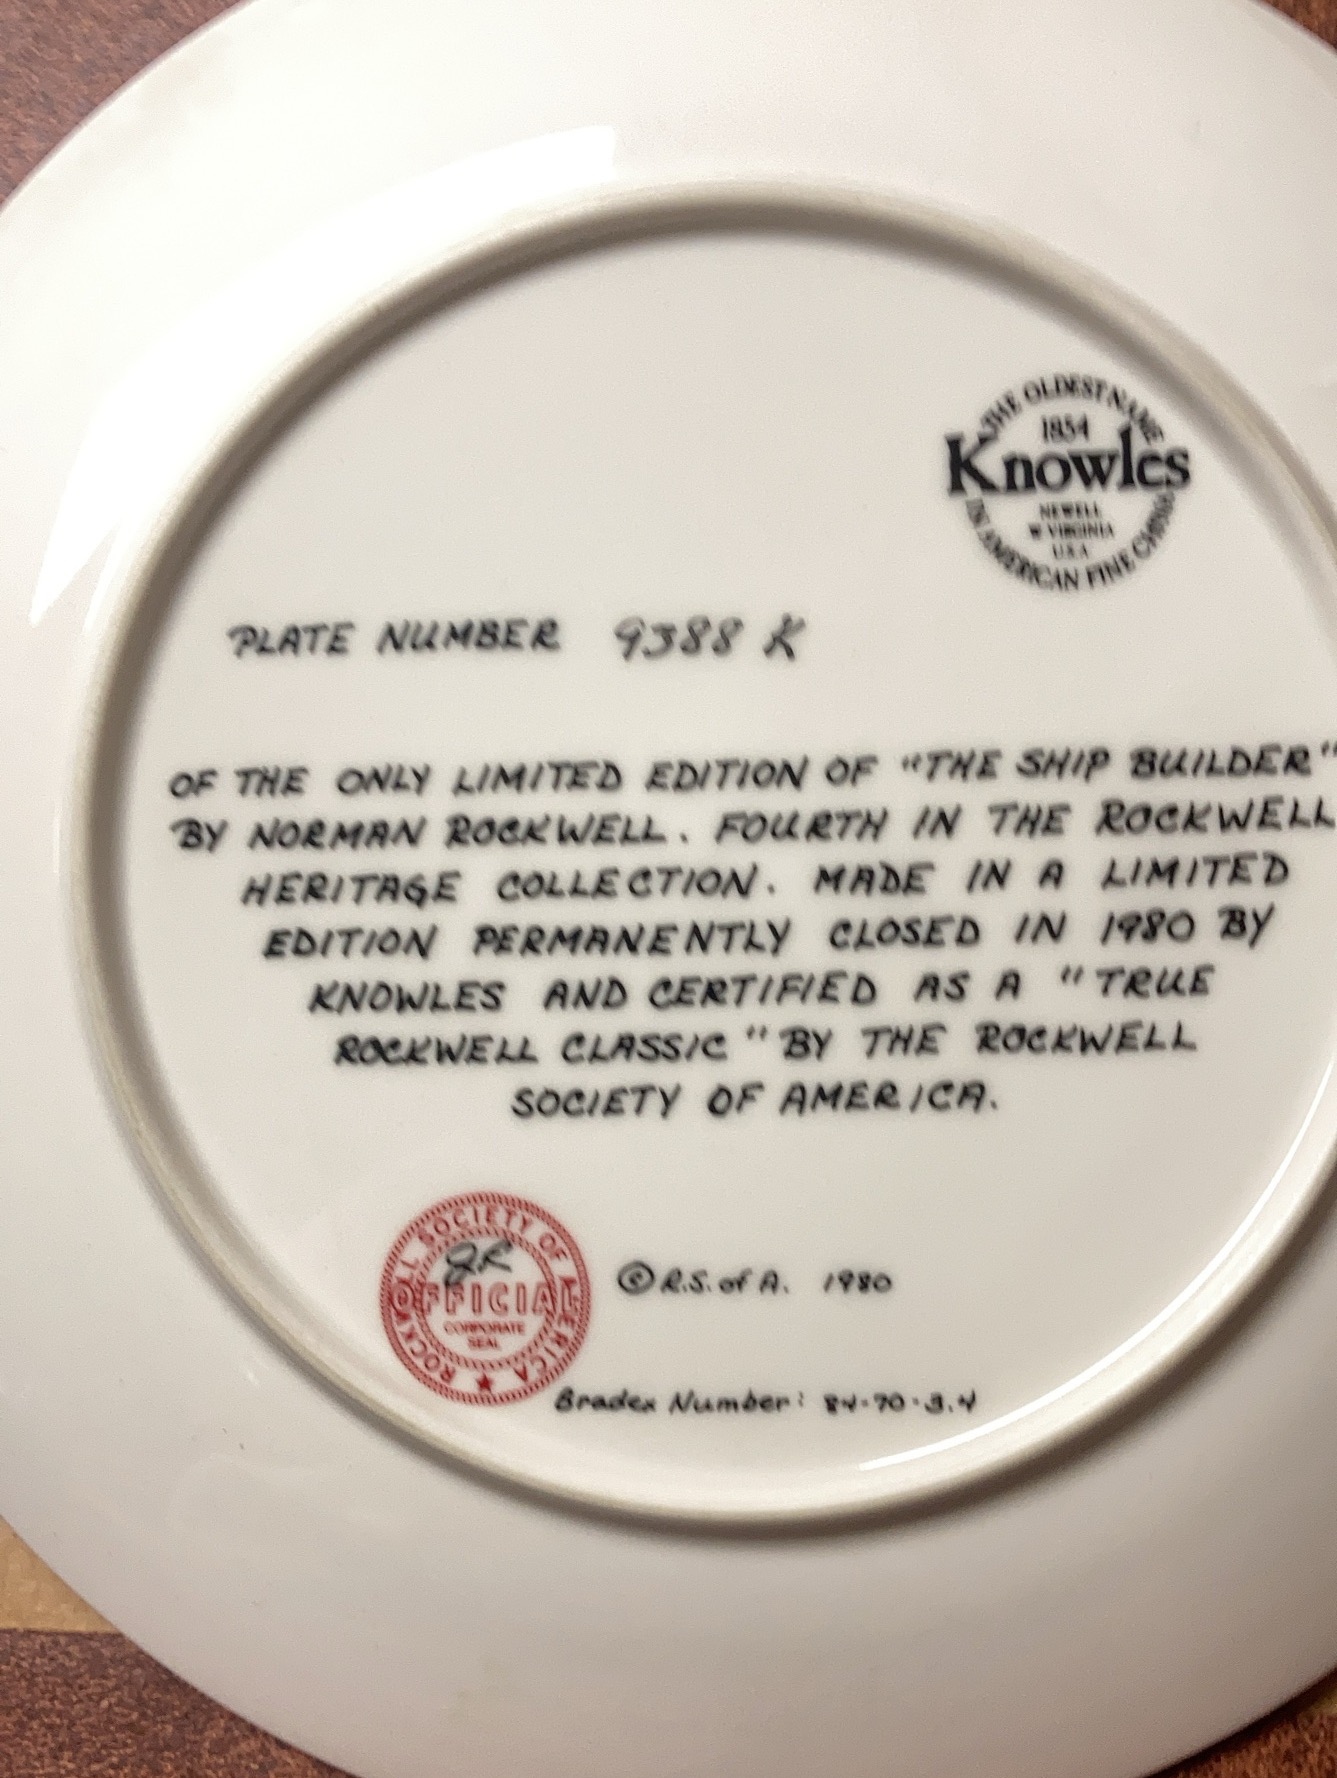 THE OLDEST NAME
1854
Knowles
NEWELL
W VIRGINIA
U.S.A
IN AMERICAN FINE CHINA
PLATE NUMBER 9388 K
OF THE ONLY LIMITED EDITION OF "THE SHIP BUILDER"
BY NORMAN ROCKWELL. FOURTH IN THE ROCKWELL
HERITAGE COLLECTION. MADE IN A LIMITED
EDITION PERMANENTLY CLOSED IN 1980 BY
KNOWLES AND CERTIFIED AS A "TRUE
ROCKWELL CLASSIC" BY THE ROCKWELL
SOCIETY OF AMERICA.
ROCKWELL SOCIETY OF AMERICA
OFFICIAL
CORPORATE
SEAL
© R.S. of A. 1980
Bradex Number: 84-70-3.4